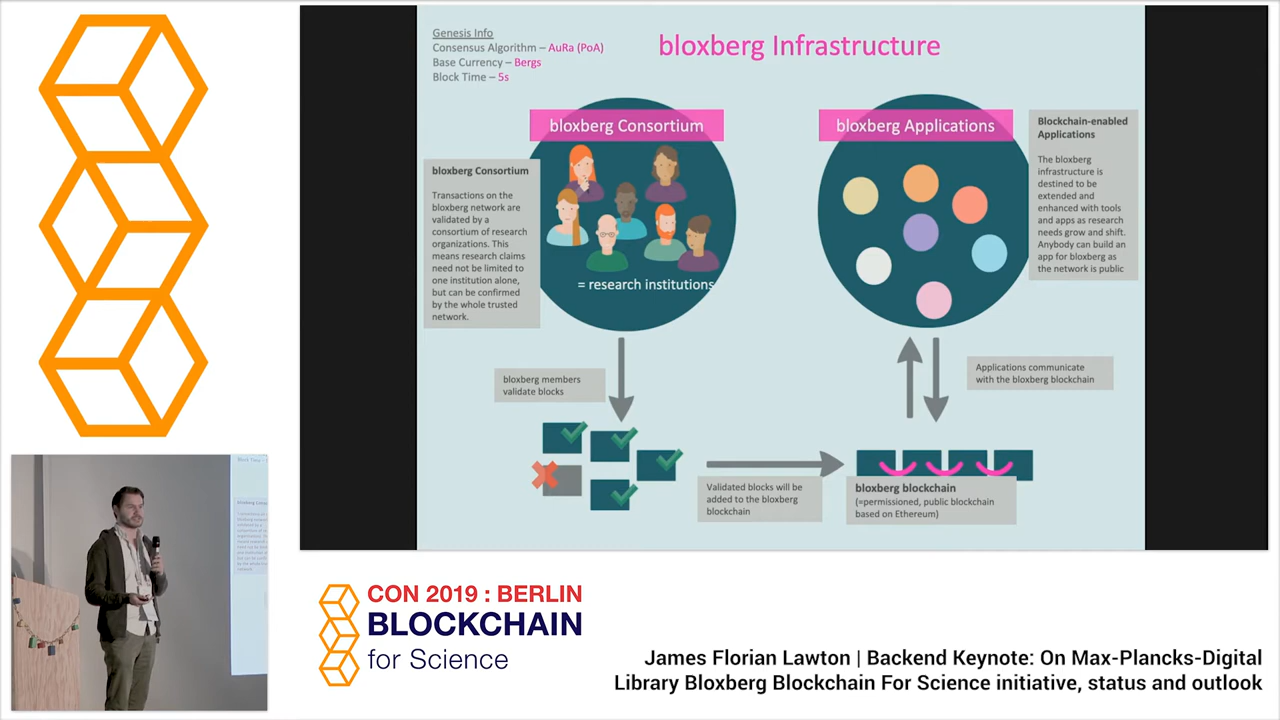 Genesis Info
Consensus Algorithm – AuRa (PoA)
Base Currency – Bergs
Block Time – 5s
bloxberg Infrastructure
bloxberg Consortium
bloxberg Consortium
Transactions on the
bloxberg network are
validated by a
consortium of research
organizations. This
means research claims
need not be limited to
one institution alone,
but can be confirmed
by the whole trusted
network.
= research institutions
bloxberg Applications
Blockchain-enabled
Applications
The bloxberg
infrastructure is
destined to be
extended and
enhanced with tools
and apps as research
needs grow and shift.
Anybody can build an
app for bloxberg as
the network is public
bloxberg members
validate blocks
Applications communicate
with the bloxberg blockchain
Validated blocks will be
added to the bloxberg
blockchain
bloxberg blockchain
(=permissioned, public blockchain
based on Ethereum)
CON 2019 : BERLIN
BLOCKCHAIN
for Science
James Florian Lawton | Backend Keynote: On Max-Plancks-Digital
Library Bloxberg Blockchain For Science initiative, status and outlook